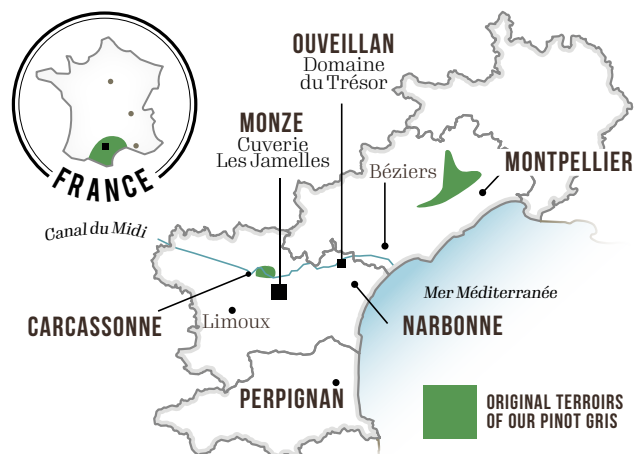 FRANCE
OUVEILLAN
Domaine
du Trésor
MONZE
Cuverie
Les Jamelles
MONTPELLIER
Béziers
Canal du Midi
Mer Méditerranée
CARCASSONNE
Limoux
NARBONNE
PERPIGNAN
ORIGINAL TERROIRS
OF OUR PINOT GRIS